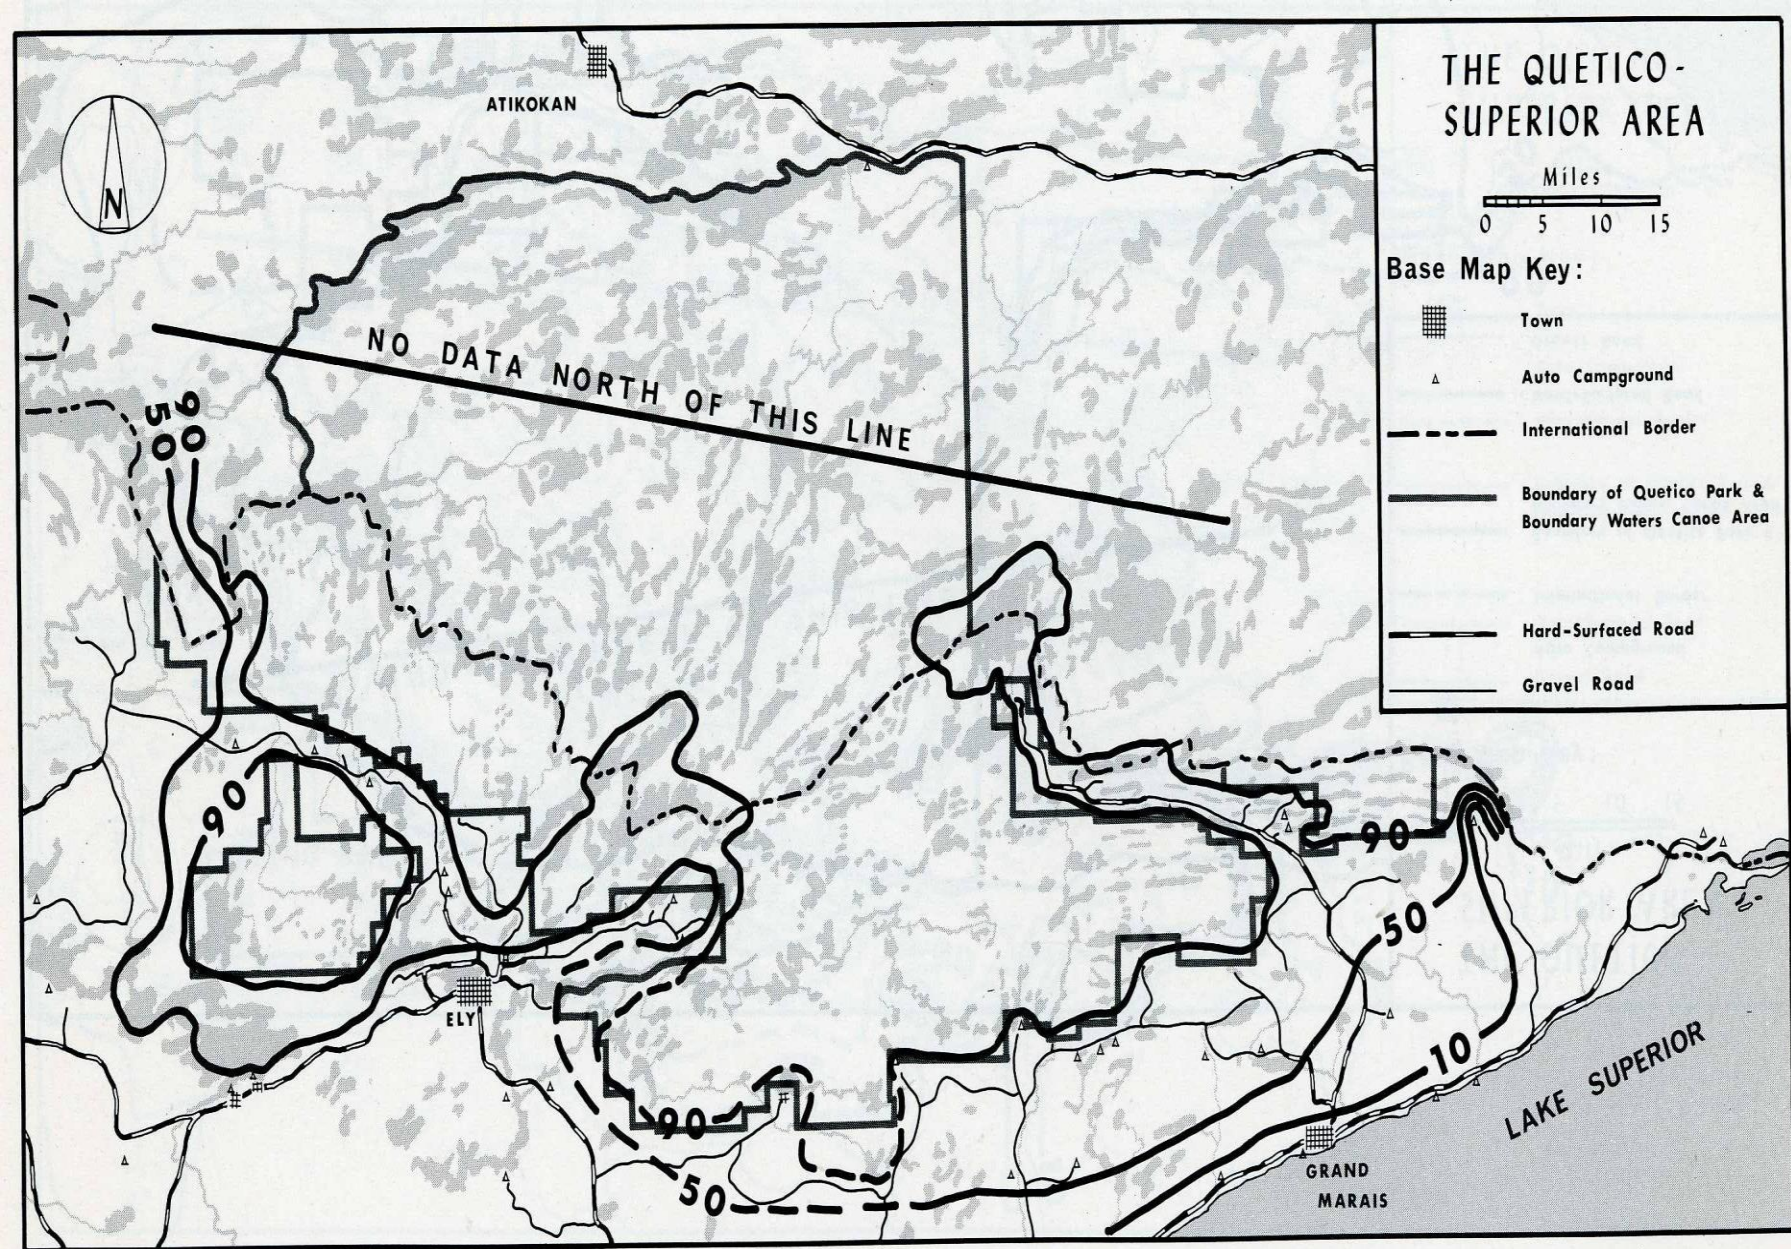 THE QUETICO-
SUPERIOR AREA
Miles
0 5 10 15
Base Map Key:
Town
Auto Campground
International Border
Boundary of Quetico Park &
Boundary Waters Canoe Area
Hard-Surfaced Road
Gravel Road
ATIKOKAN
N
NO DATA NORTH OF THIS LINE
50
90
90
90
50
ELY
10
90
50
LAKE SUPERIOR
GRAND
MARAIS